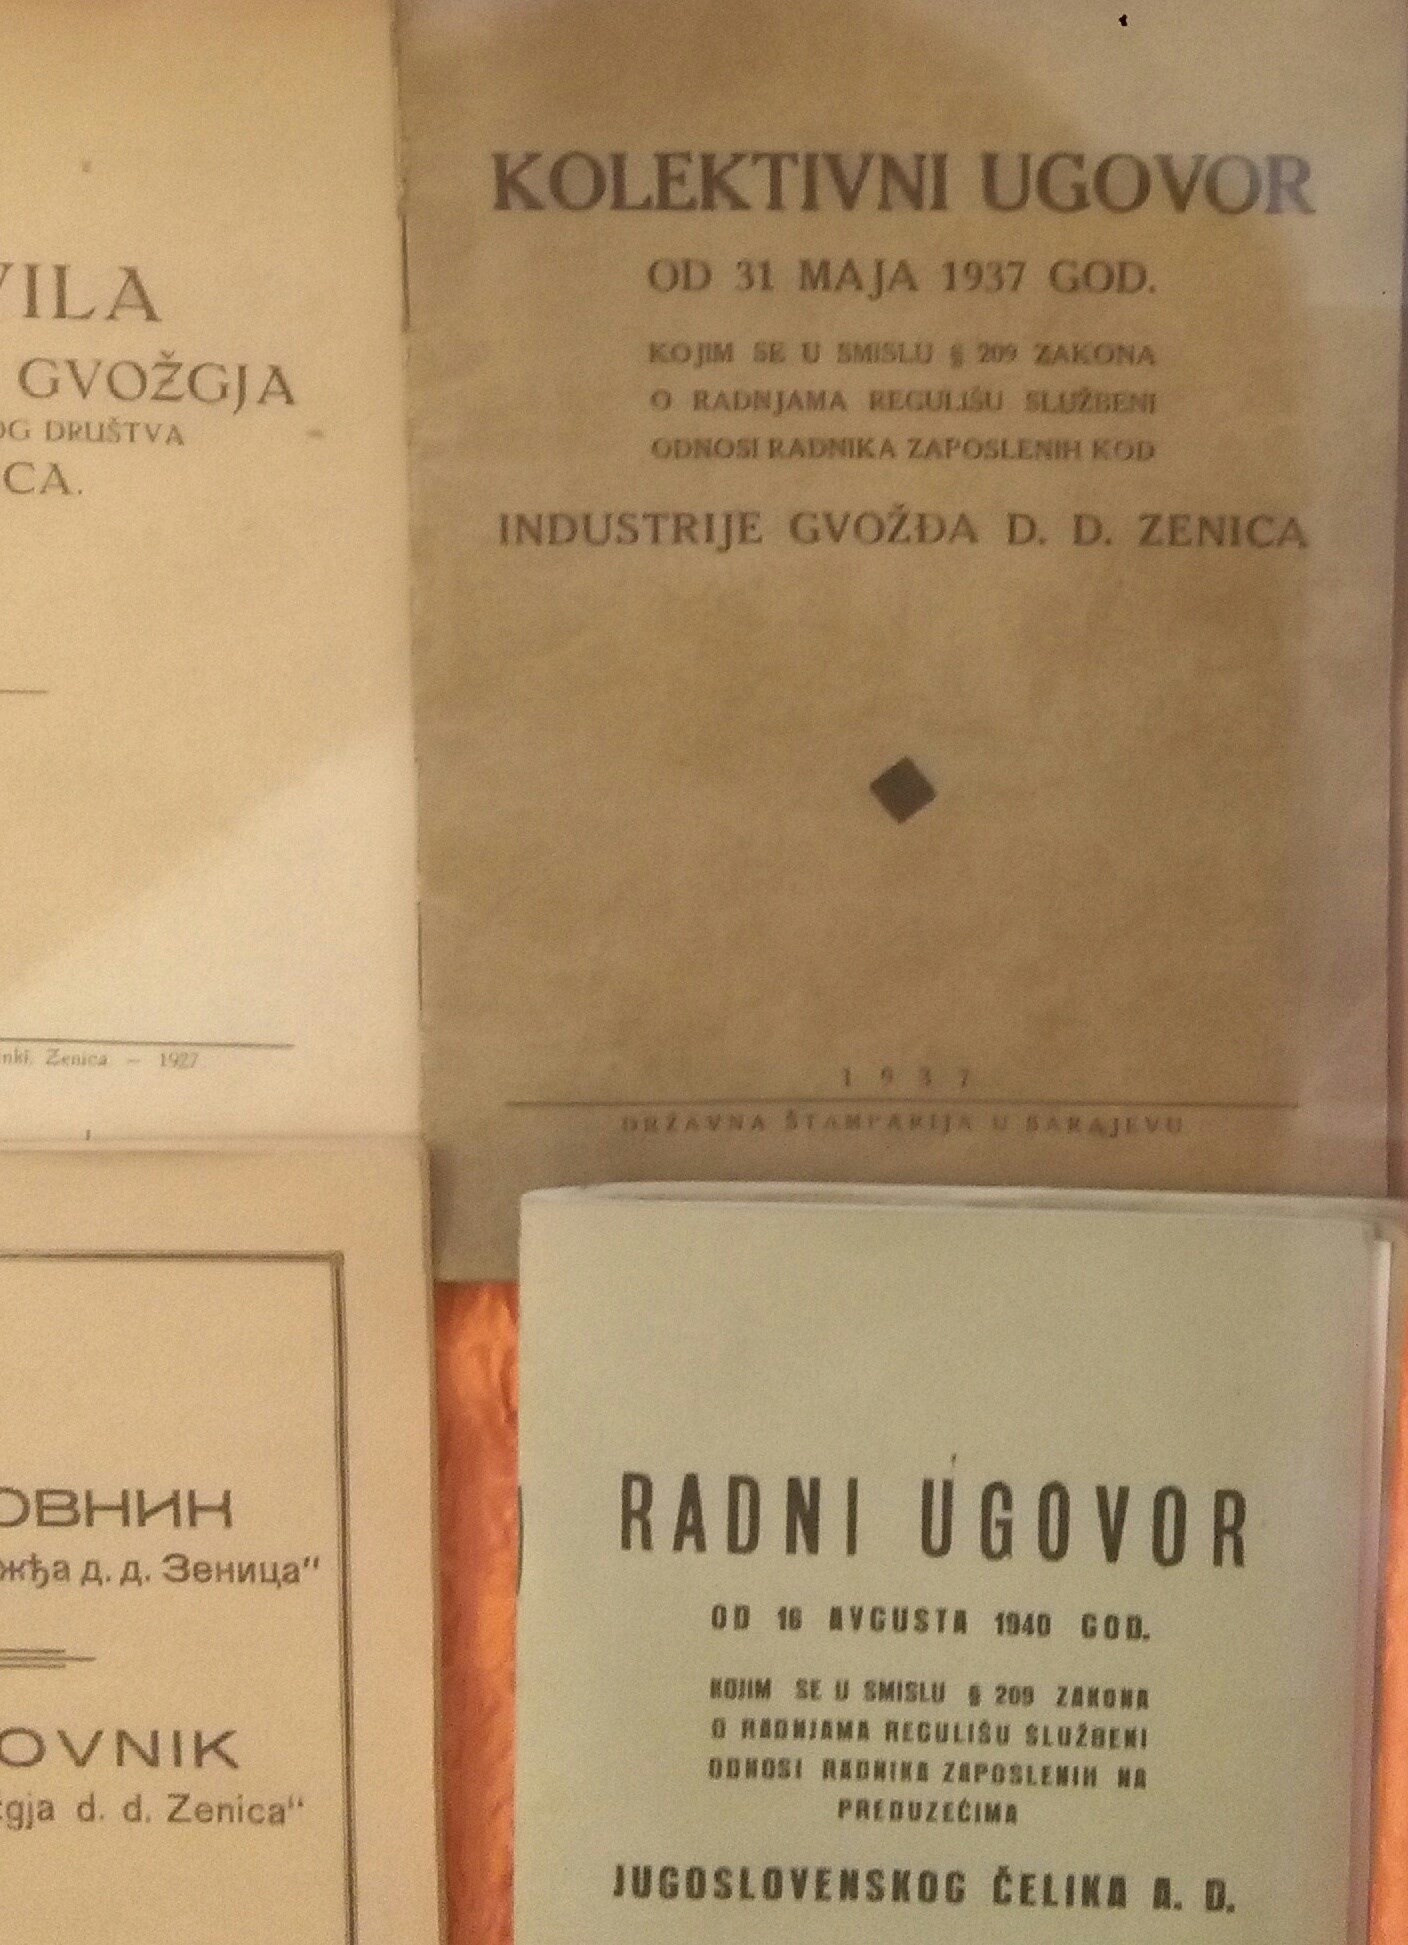 VILA
GVOŽGJA
OG DRUŠTVA
CA.
nki, Zenica — 1927
KOLEKTIVNI UGOVOR
OD 31 MAJA 1937 GOD.
KOJIM SE U SMISLU § 209 ZAKONA
O RADNJAMA REGULIŠU SLUŽBENI
ODNOSI RADNIKA ZAPOSLENIH KOD
INDUSTRIJE GVOŽĐA D. D. ZENICA
1937
DRŽAVNA ŠTAMPARIJA U SARAJEVU
ОВНИК
жђа д. д. Зеница“
OVNIK
gja d. d. Zenica“
RADNI UGOVOR
OD 16 AVGUSTA 1940 GOD.
KOJIM SE U SMISLU § 209 ZAKONA
O RADNJAMA REGULIŠU SLUŽBENI
ODNOSI RADNIKA ZAPOSLENIH NA
PREDUZEĆIMA
JUGOSLOVENSKOG ČELIKA A. D.